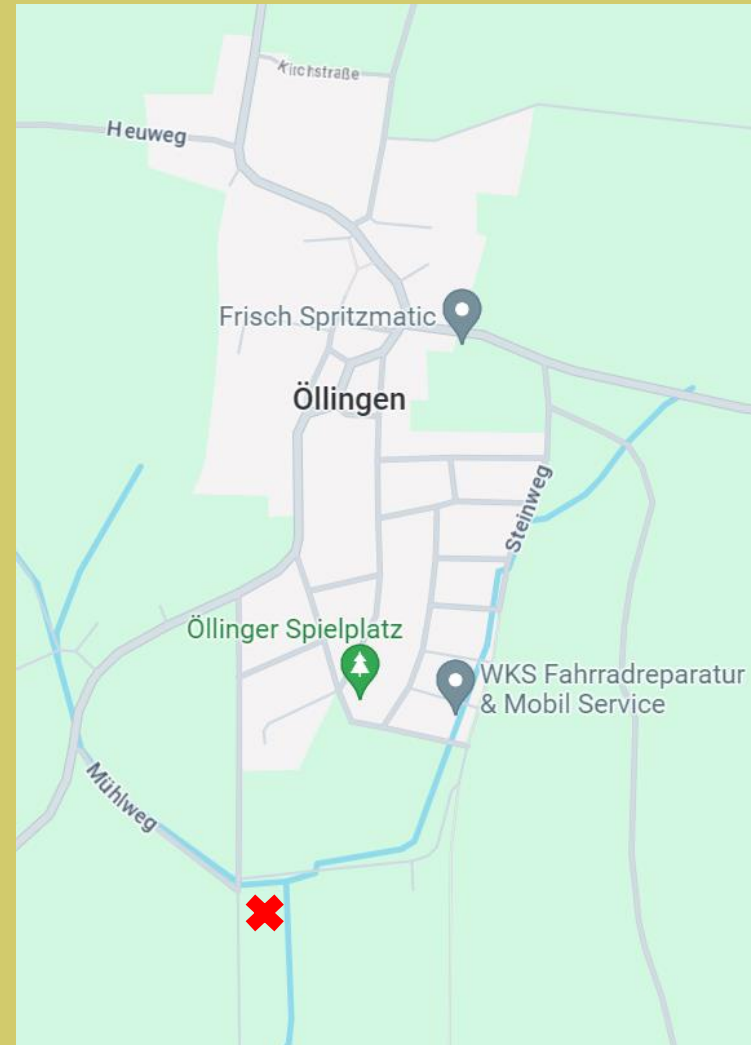 Kirchstraße
Heuweg
Frisch Spritzmatic
Öllingen
Steinweg
Öllinger Spielplatz
WKS Fahrradreparatur
& Mobil Service
Mühlweg